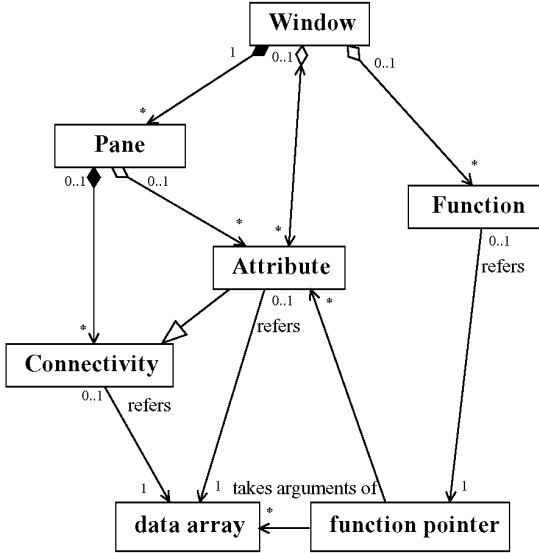 Window
1
0..1
0..1
*
Pane
*
0..1
0..1
Function
*
*
0..1
Attribute
refers
0..1
*
refers
*
Connectivity
0..1
refers
1
1
takes arguments of
1
data array
*
function pointer